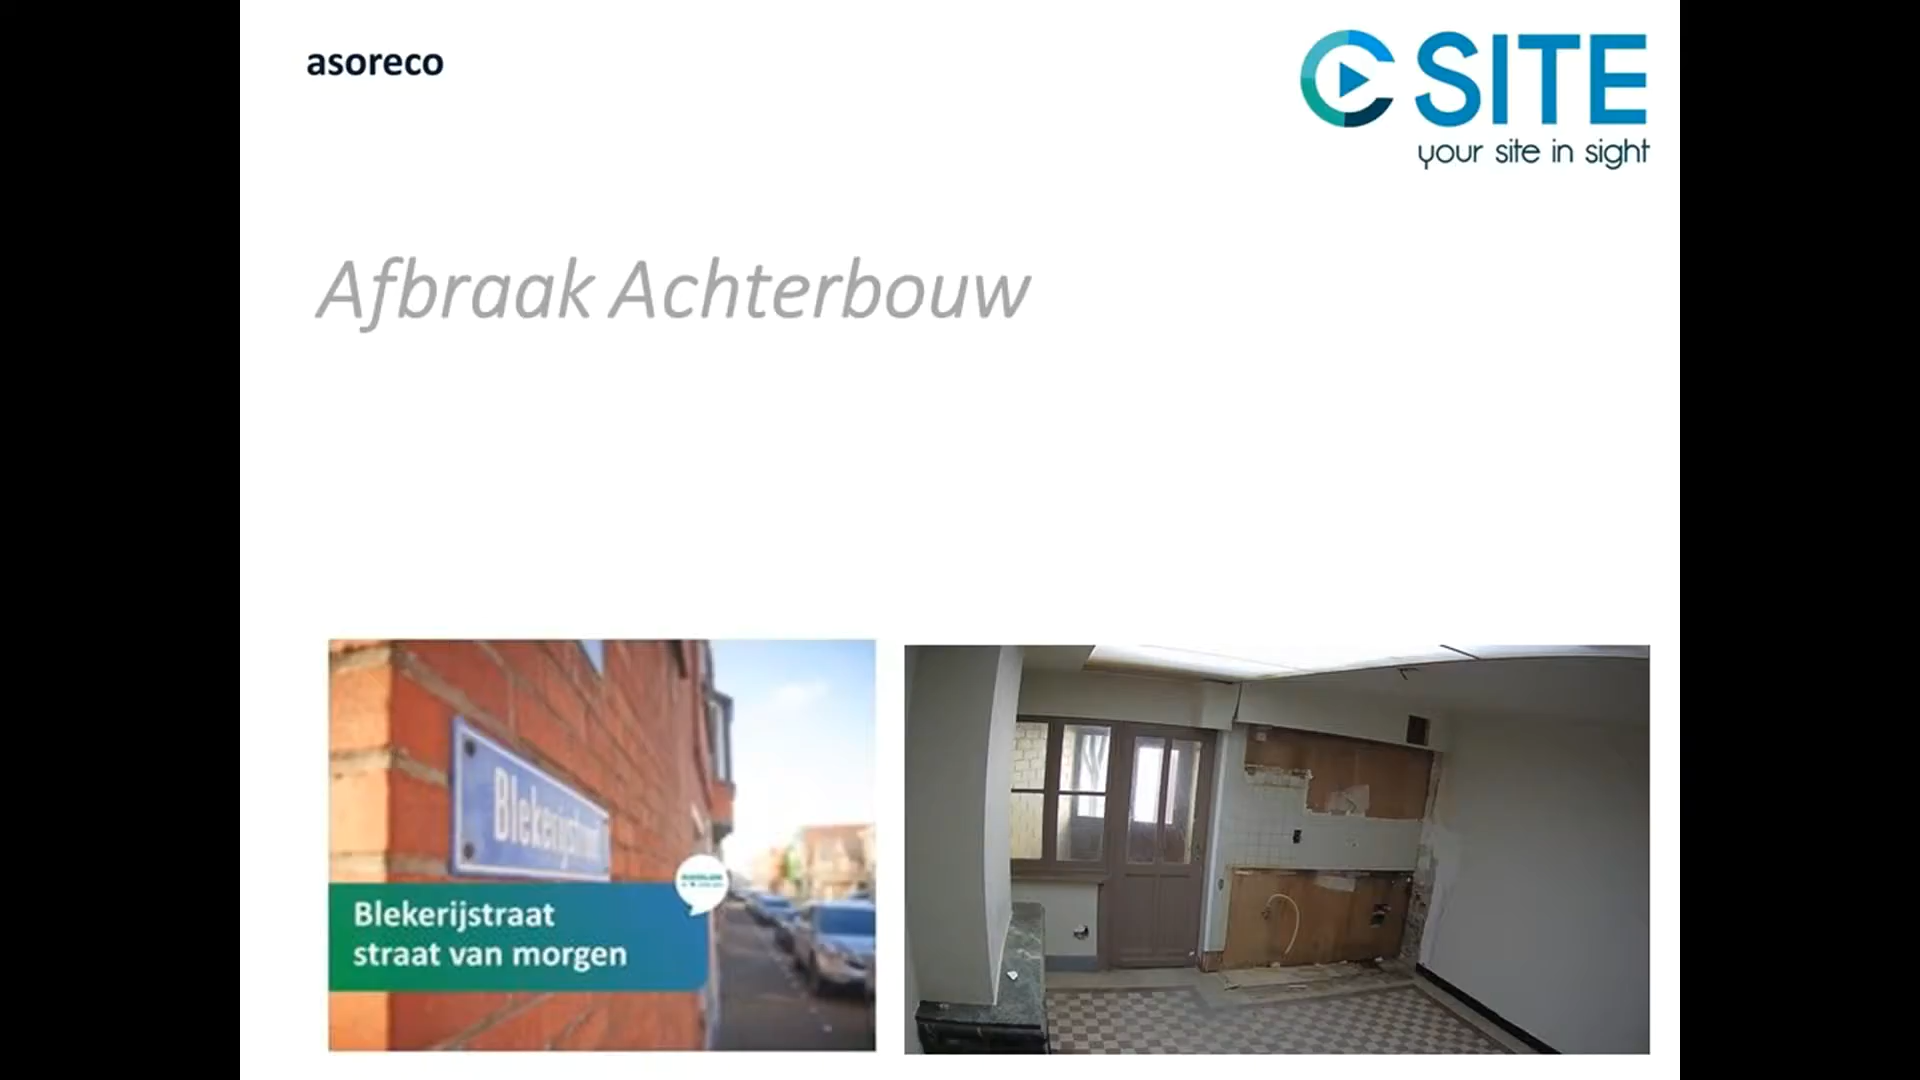 asoreco
SITE
your site in sight
Afbraak Achterbouw
Blekerijstraat
Blekerijstraat
straat van morgen